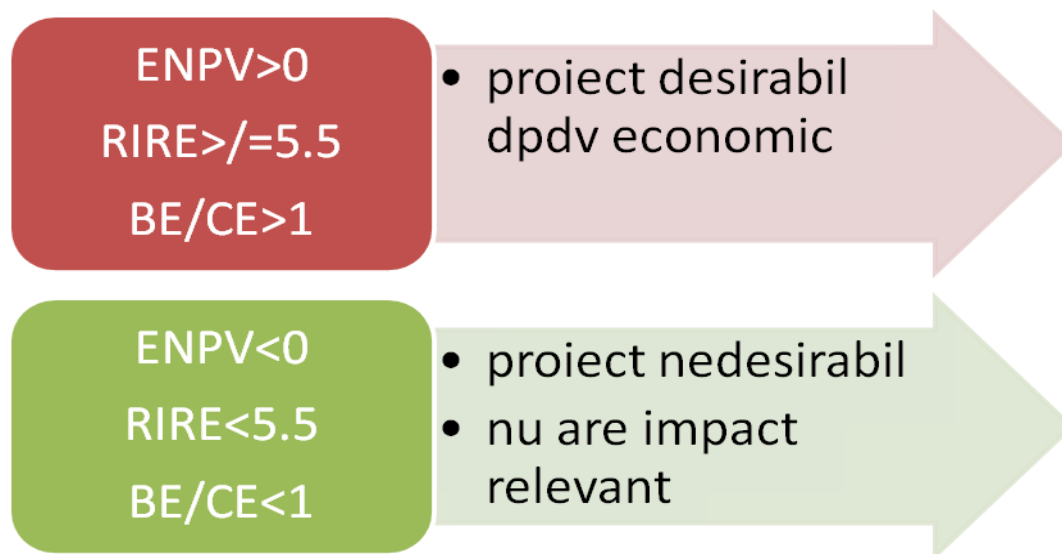 ENPV>0
RIRE>/=5.5
BE/CE>1
• proiect desirabil
dpdv economic
ENPV<0
RIRE<5.5
BE/CE<1
• proiect nedesirabil
• nu are impact
relevant